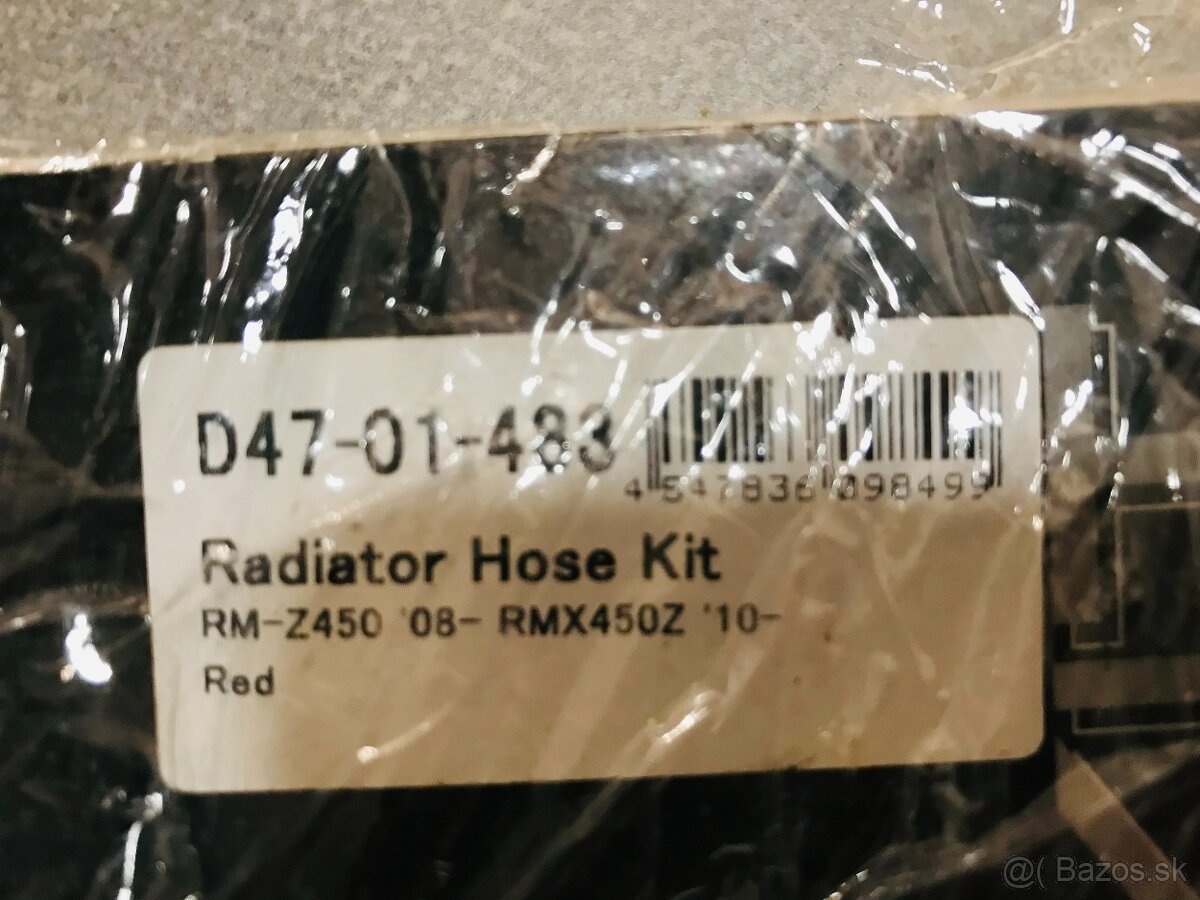 D47-01-483
4 547836 098499
Radiator Hose Kit
RM-Z450 '08- RMX450Z '10-
Red
@( Bazos.sk